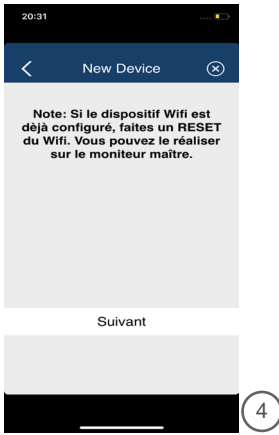 20:31
New Device
Note: Si le dispositif Wifi est
dèjà configuré, faites un RESET
du Wifi. Vous pouvez le réaliser
sur le moniteur maître.
Suivant
4